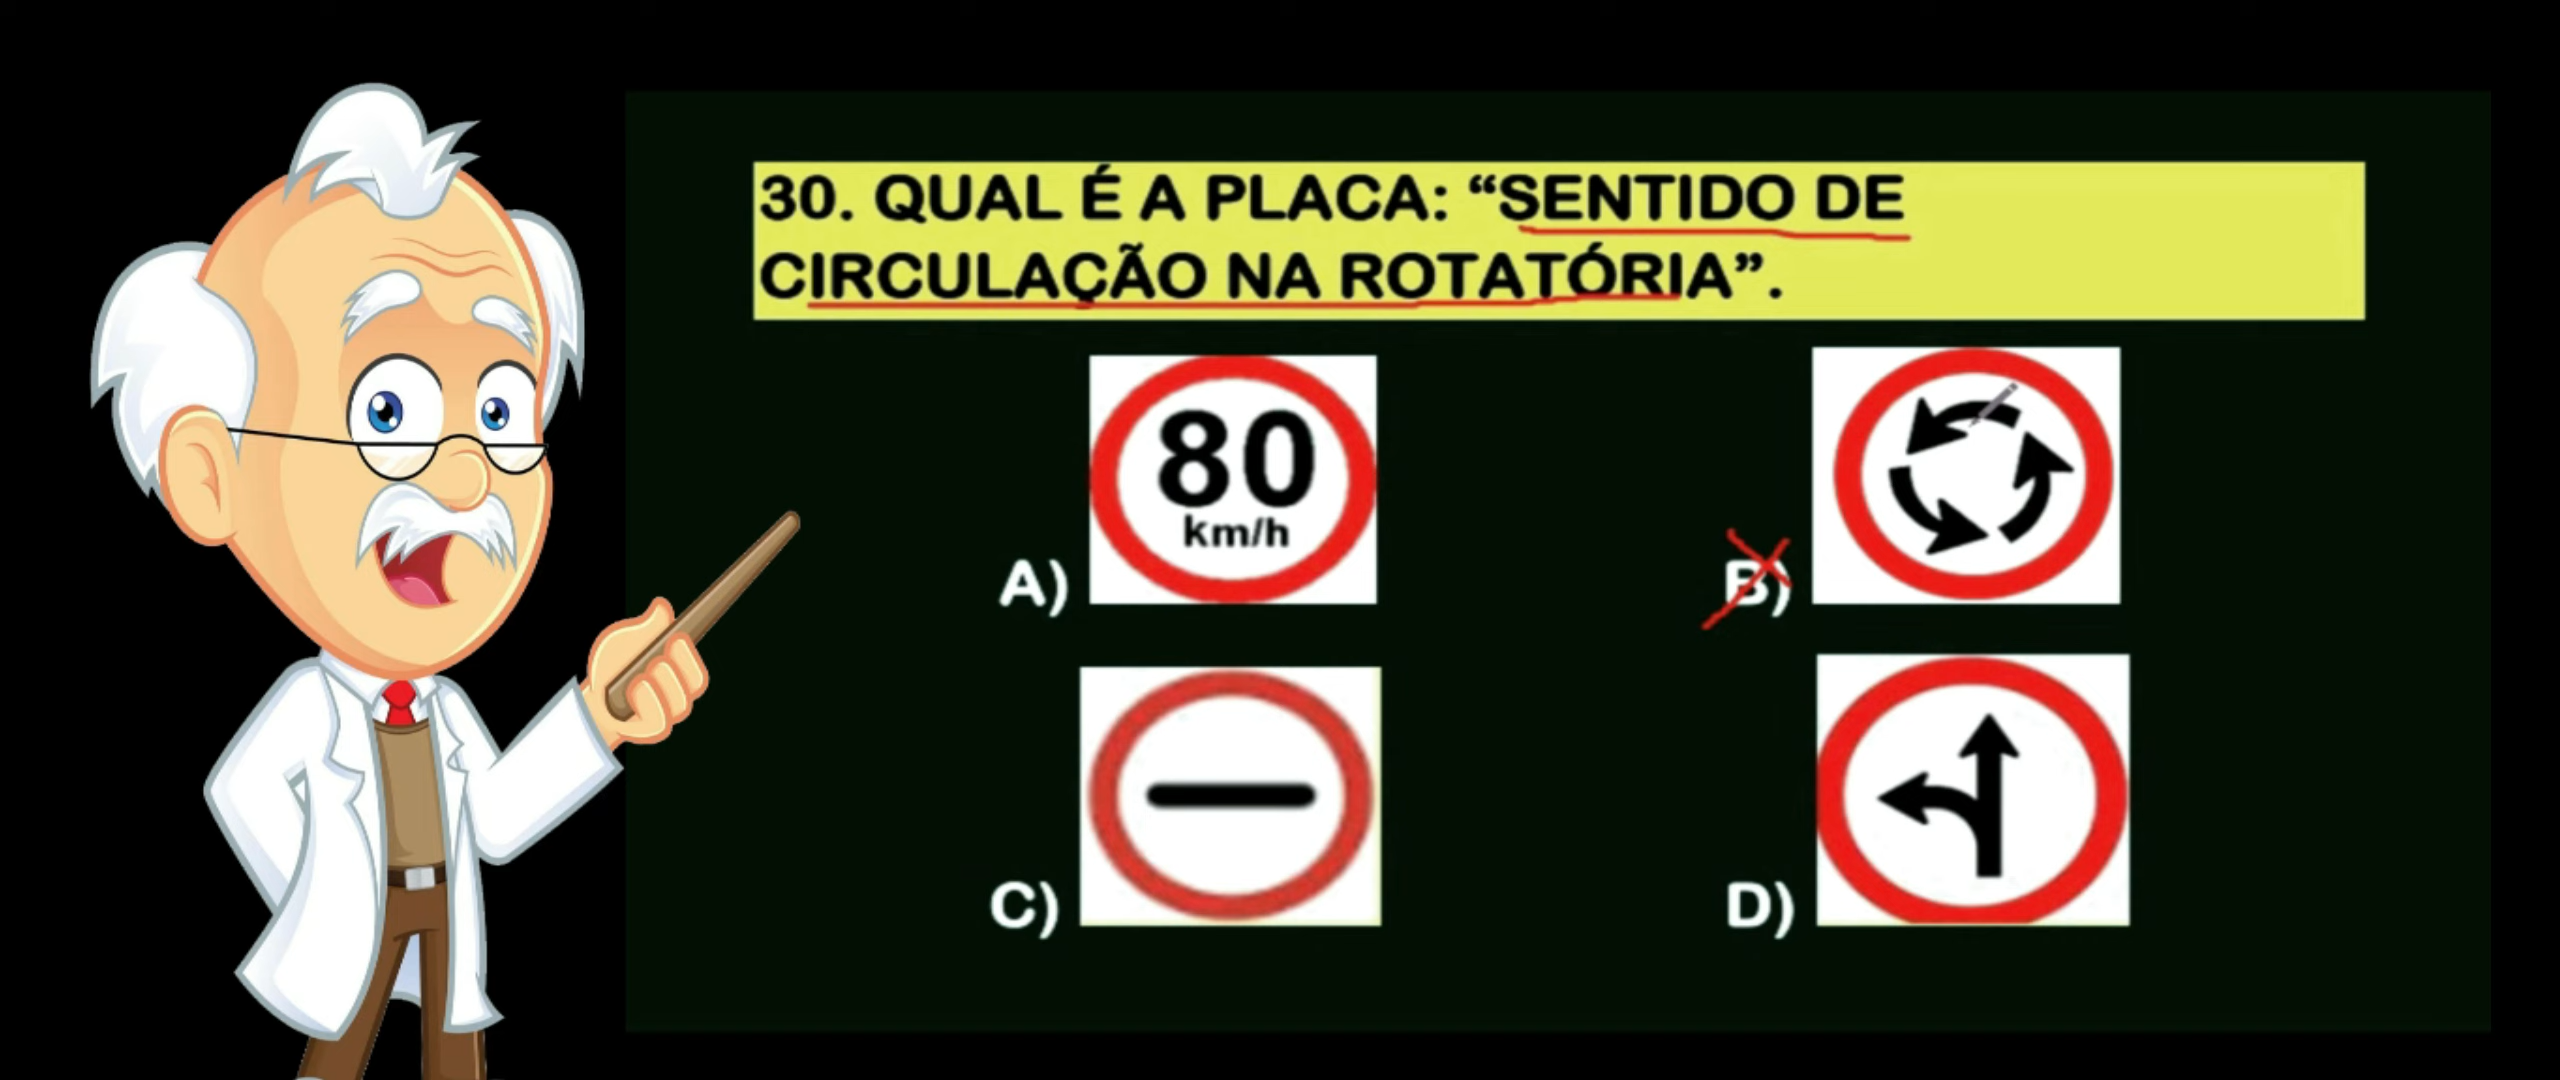 30. QUAL É A PLACA: “SENTIDO DE
CIRCULAÇÃO NA ROTATÓRIA”.
80
km/h
A)
B)
C)
D)